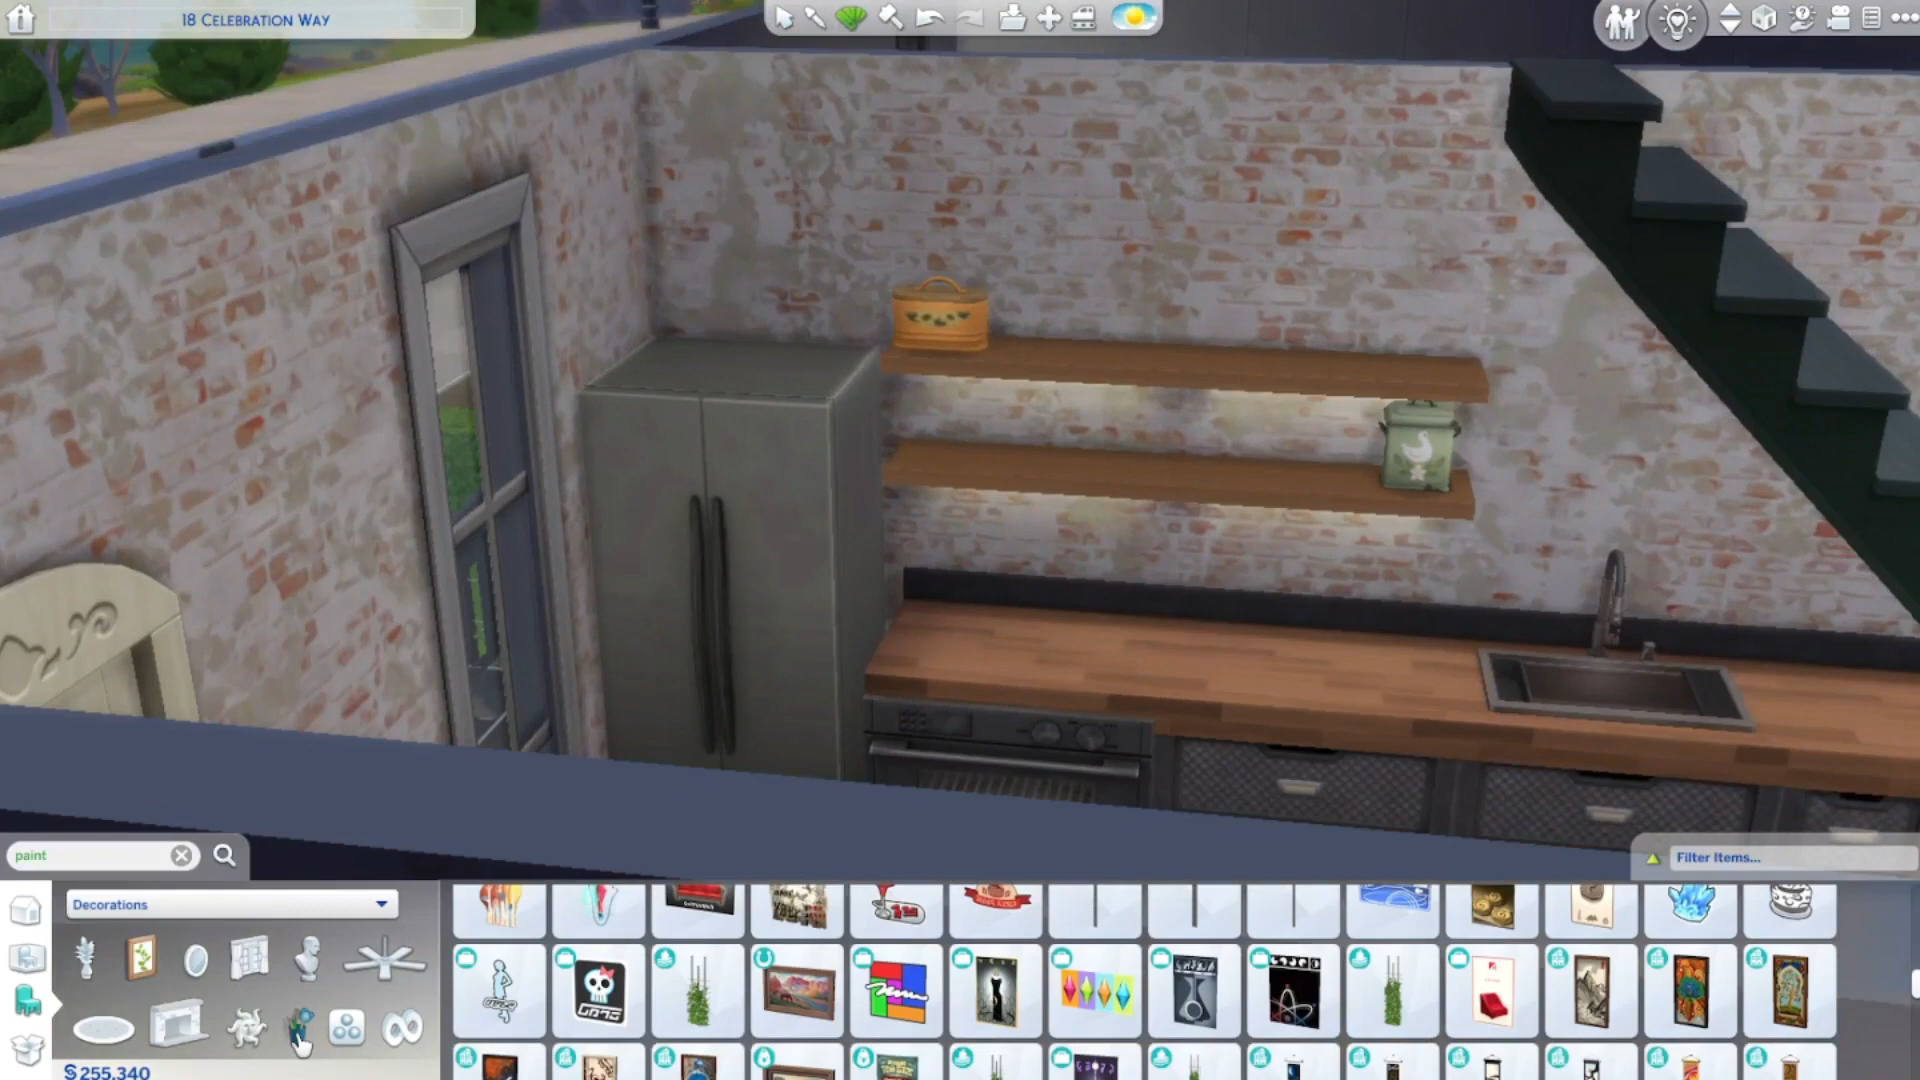 18 Celebration Way
paint
Filter Items...
Decorations
§255,340